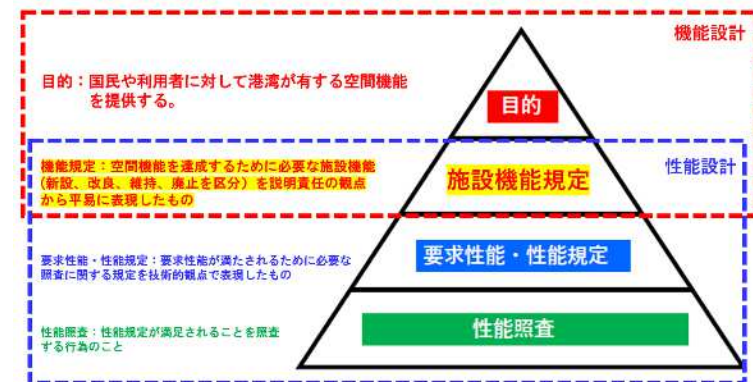 機能設計
目的：国民や利用者に対して港湾が有する空間機能
を提供する。
目的
機能規定：空間機能を達成するために必要な施設機能
(新設、改良、維持、廃止を区分）を説明責任の観点
から平易に表現したもの
性能設計
施設機能規定
要求性能・性能規定：要求性能が満たされるために必要な
照査に関する規定を技術的観点で表現したもの
要求性能・性能規定
性能照査：性能規定が満足されることを照査
する行為のこと
性能照査